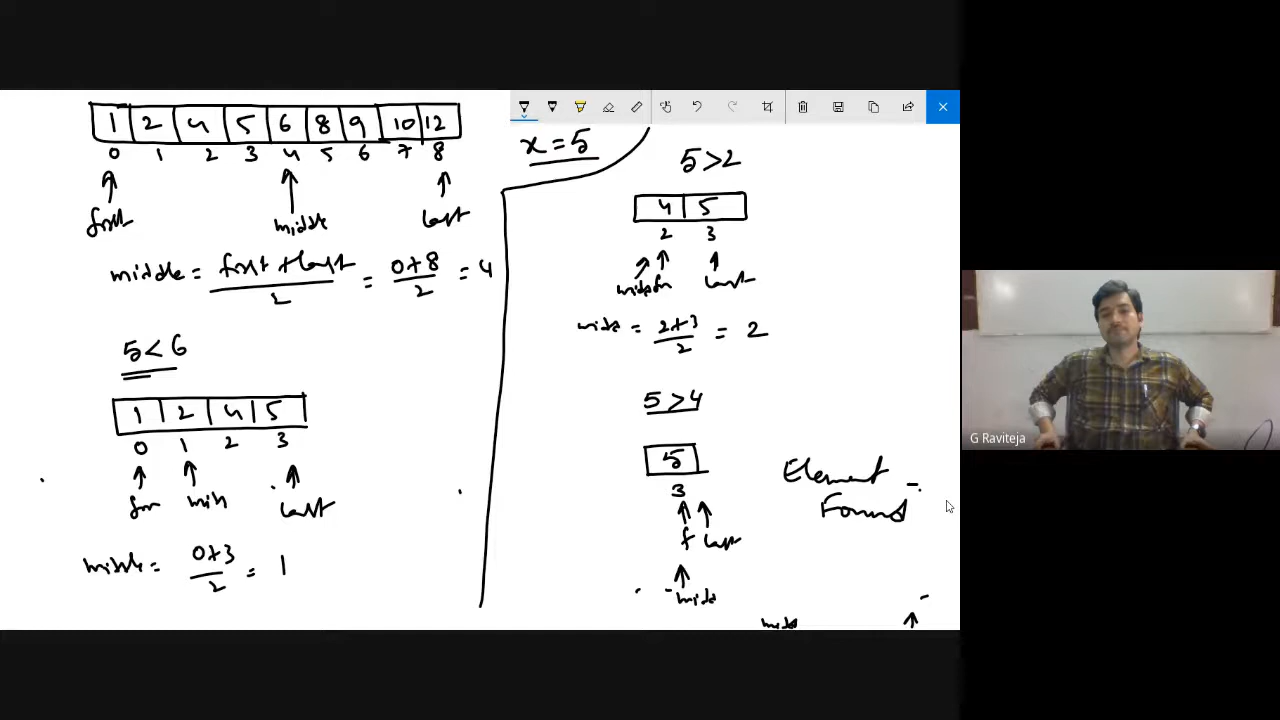 1 2 4 5 6 8 9 10 12
0 1 2 3 4 5 6 7 8
first middle last
middle = first + last / 2 = 0+8 / 2 = 4
5 < 6
1 2 4 5
0 1 2 3
last
middle = 0+3 / 2 = 1
x = 5
5 > 2
4 5
2 3
last
= 2+3 / 2 = 2
5 > 4
5
3
f last
Element
Found
G Raviteja